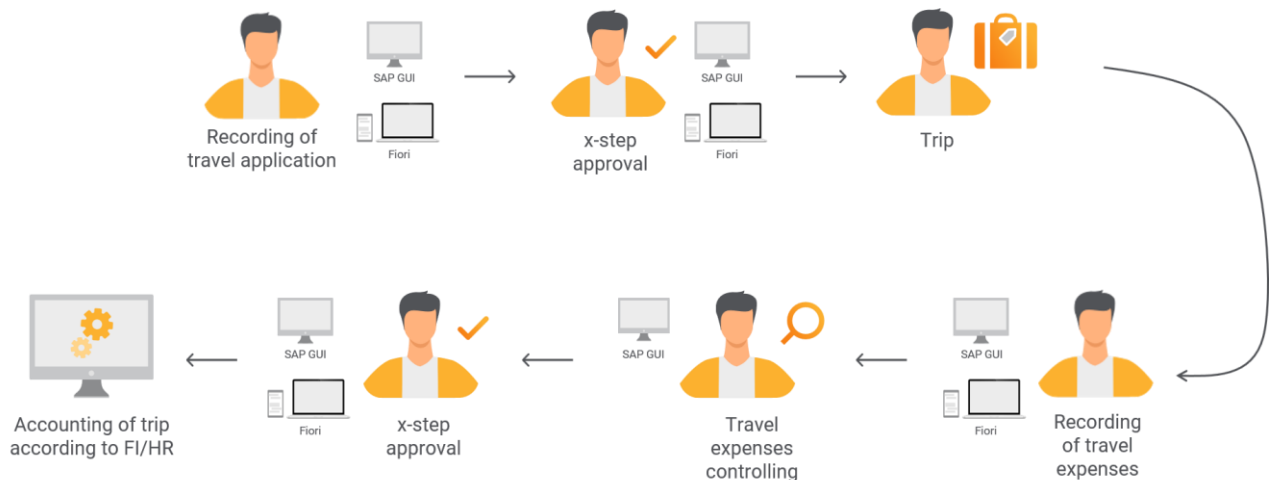 SAP GUI
Fiori
Recording of
travel application
SAP GUI
Fiori
x-step
approval
Trip
SAP GUI
Fiori
Recording
of travel
expenses
SAP GUI
Travel
expenses
controlling
SAP GUI
Fiori
x-step
approval
Accounting of trip
according to FI/HR